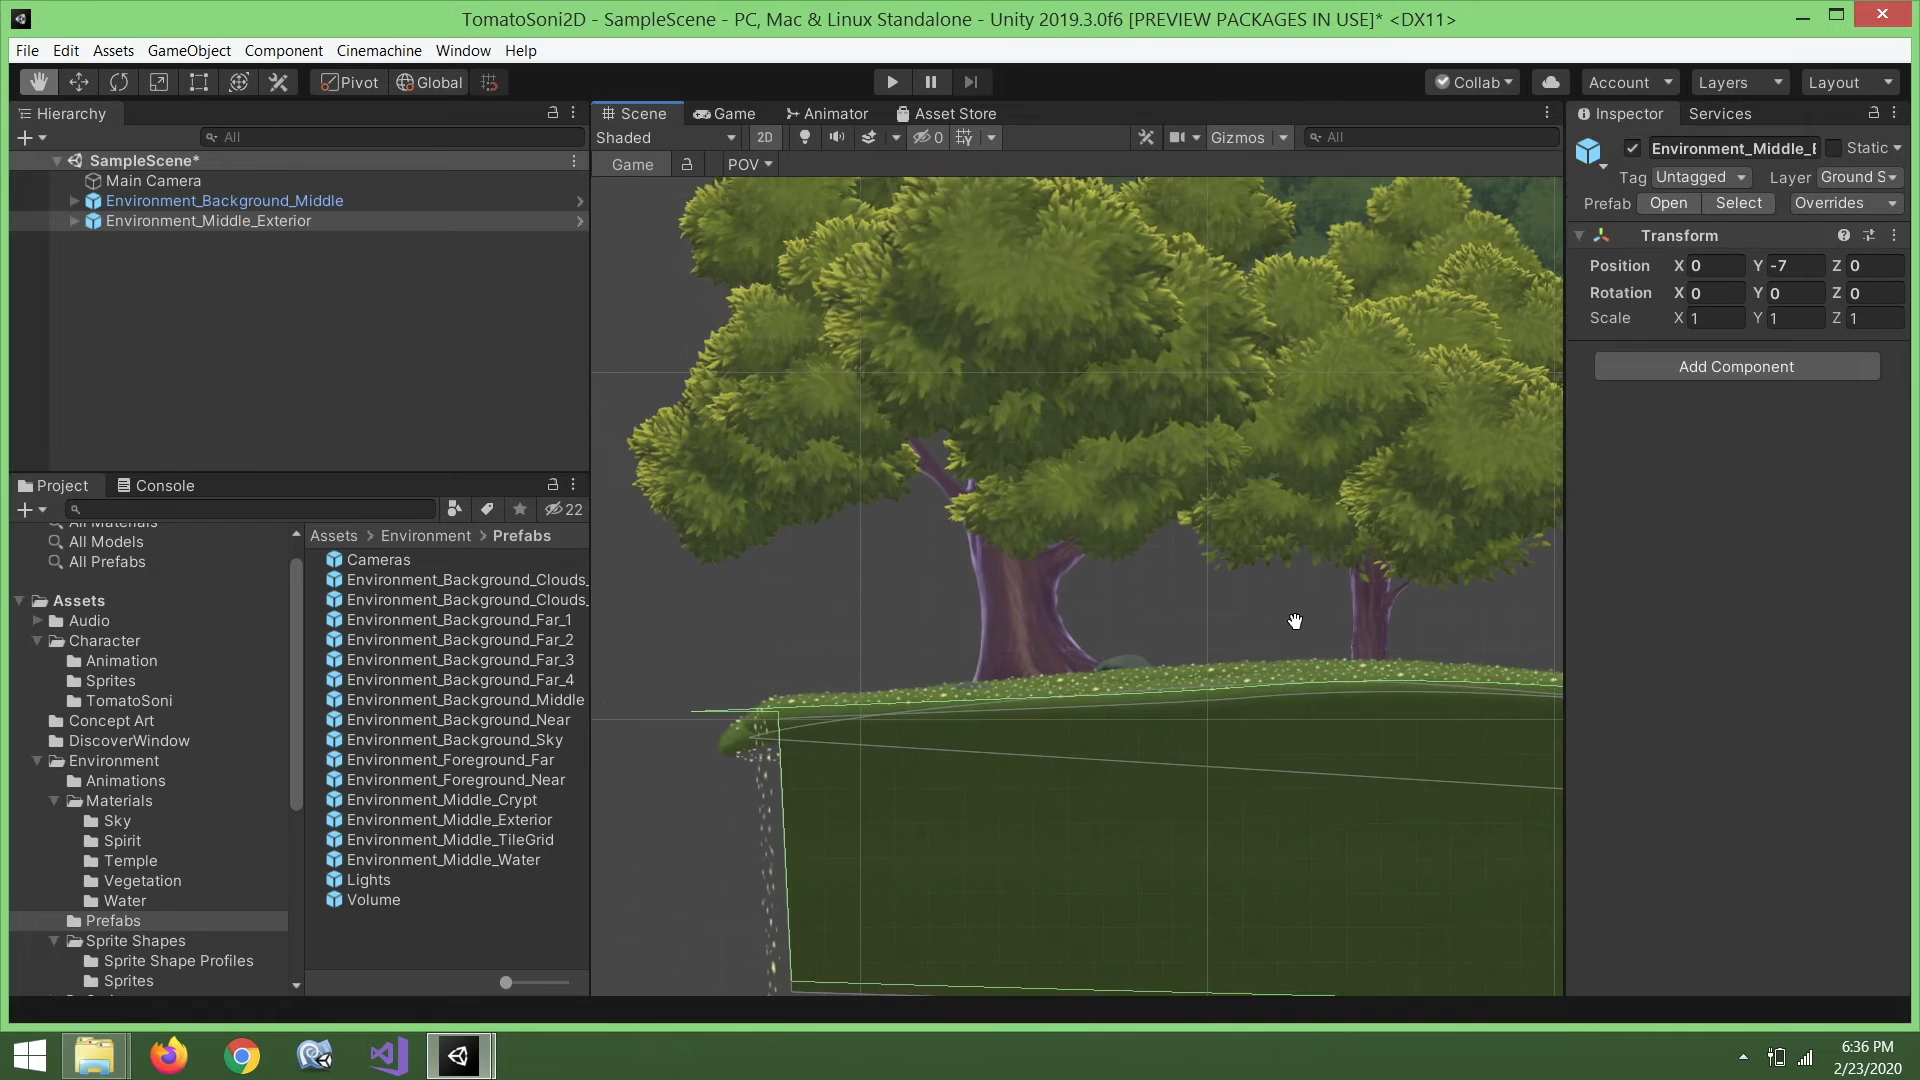 TomatoSoni2D - SampleScene - PC, Mac & Linux Standalone - Unity 2019.3.0f6 [PREVIEW PACKAGES IN USE]* <DX11>
File Edit Assets GameObject Component Cinemachine Window Help
Pivot Global Collab Account Layers Layout
Hierarchy
All
SampleScene*
Main Camera
Environment_Background_Middle
Environment_Middle_Exterior
Scene Game Animator Asset Store
Shaded 2D 0 Gizmos All
Game POV
Inspector Services
Environment_Middle_E Static
Tag Untagged Layer Ground S
Prefab Open Select Overrides
Transform
Position X 0 Y -7 Z 0
Rotation X 0 Y 0 Z 0
Scale X 1 Y 1 Z 1
Add Component
Project Console
22
All Materials
All Models
All Prefabs
Assets
Audio
Character
Animation
Sprites
TomatoSoni
Concept Art
DiscoverWindow
Environment
Animations
Materials
Sky
Spirit
Temple
Vegetation
Water
Prefabs
Sprite Shapes
Sprite Shape Profiles
Sprites
Assets > Environment > Prefabs
Cameras
Environment_Background_Clouds_
Environment_Background_Clouds_
Environment_Background_Far_1
Environment_Background_Far_2
Environment_Background_Far_3
Environment_Background_Far_4
Environment_Background_Middle
Environment_Background_Near
Environment_Background_Sky
Environment_Foreground_Far
Environment_Foreground_Near
Environment_Middle_Crypt
Environment_Middle_Exterior
Environment_Middle_TileGrid
Environment_Middle_Water
Lights
Volume
6:36 PM
2/23/2020